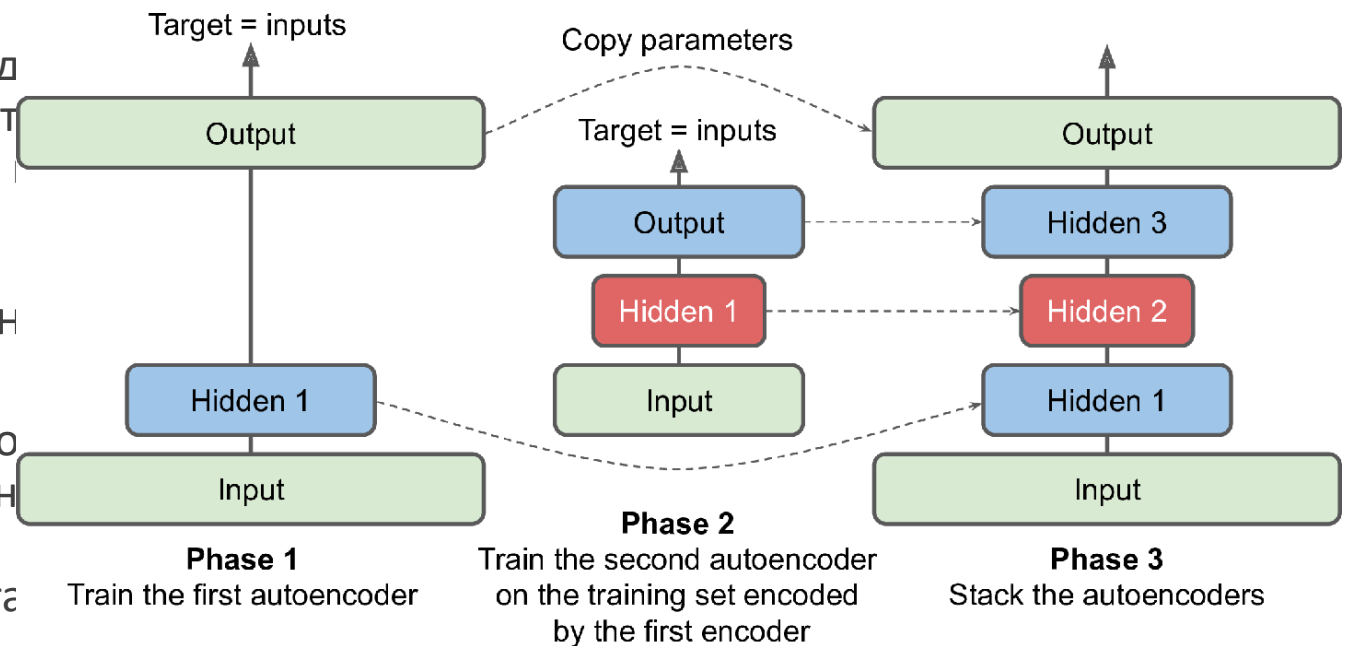 Target = inputs
Copy parameters
Output
Target = inputs
Output
Output
Hidden 3
Hidden 1
Hidden 2
Hidden 1
Input
Hidden 1
Input
Input
Phase 1
Train the first autoencoder
Phase 2
Train the second autoencoder
on the training set encoded
by the first encoder
Phase 3
Stack the autoencoders